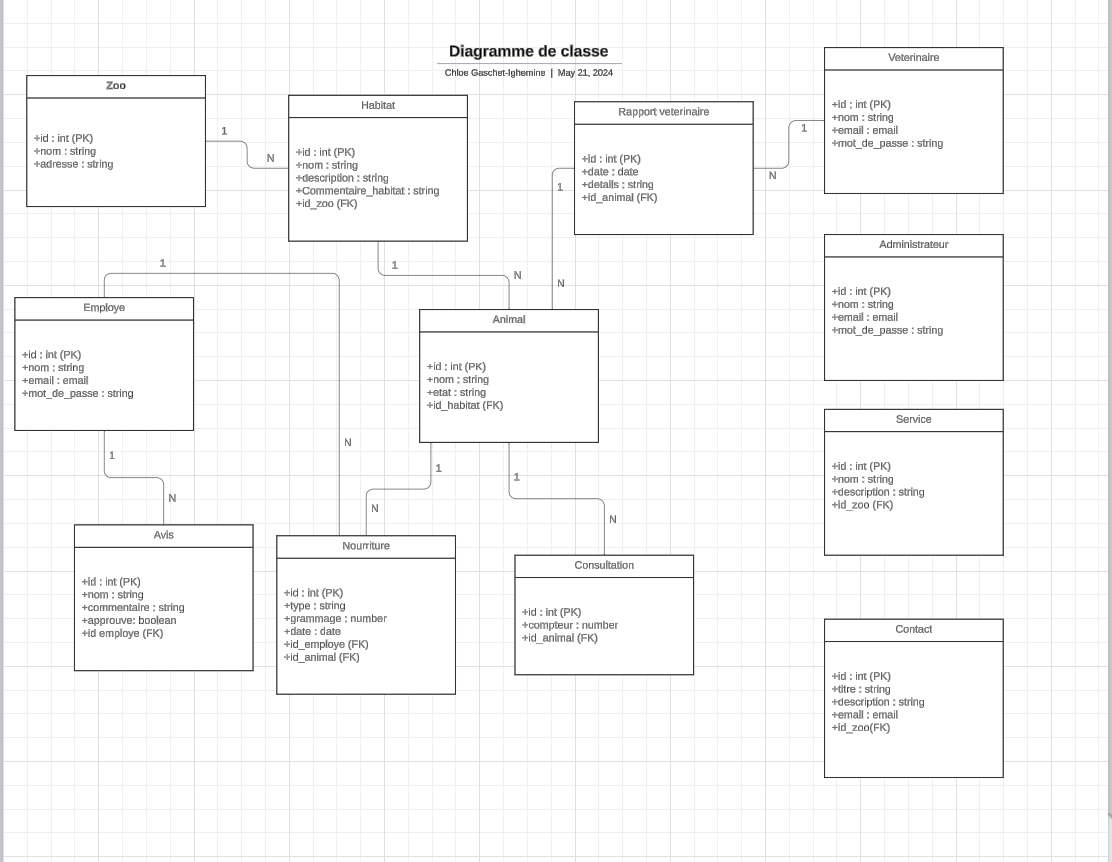 Diagramme de classe
Chloe Gaschet-Ighemine | May 21, 2024
Zoo
+id : int (PK)
+nom : string
+adresse : string
1
N
Habitat
+id : int (PK)
+nom : string
+description : string
+Commentaire_habitat : string
+id_zoo (FK)
Rapport veterinaire
+id : int (PK)
+date : date
+details : string
+id_animal (FK)
1
N
Veterinaire
+id : int (PK)
+nom : string
+email : email
+mot_de_passe : string
1
N
Administrateur
+id : int (PK)
+nom : string
+email : email
+mot_de_passe : string
1
N
1
N
Employe
+id : int (PK)
+nom : string
+email : email
+mot_de_passe : string
Animal
+id : int (PK)
+nom : string
+etat : string
+id_habitat (FK)
Service
+id : int (PK)
+nom : string
+description : string
+id_zoo (FK)
1
N
1
N
1
N
Avis
+id : int (PK)
+nom : string
+commentaire : string
+approuve: boolean
+id employe (FK)
Nourriture
+id : int (PK)
+type : string
+grammage : number
+date : date
+id_employe (FK)
+id_animal (FK)
Consultation
+id : int (PK)
+compteur : number
+id_animal (FK)
Contact
+id : int (PK)
+titre : string
+description : string
+email : email
+id_zoo(FK)